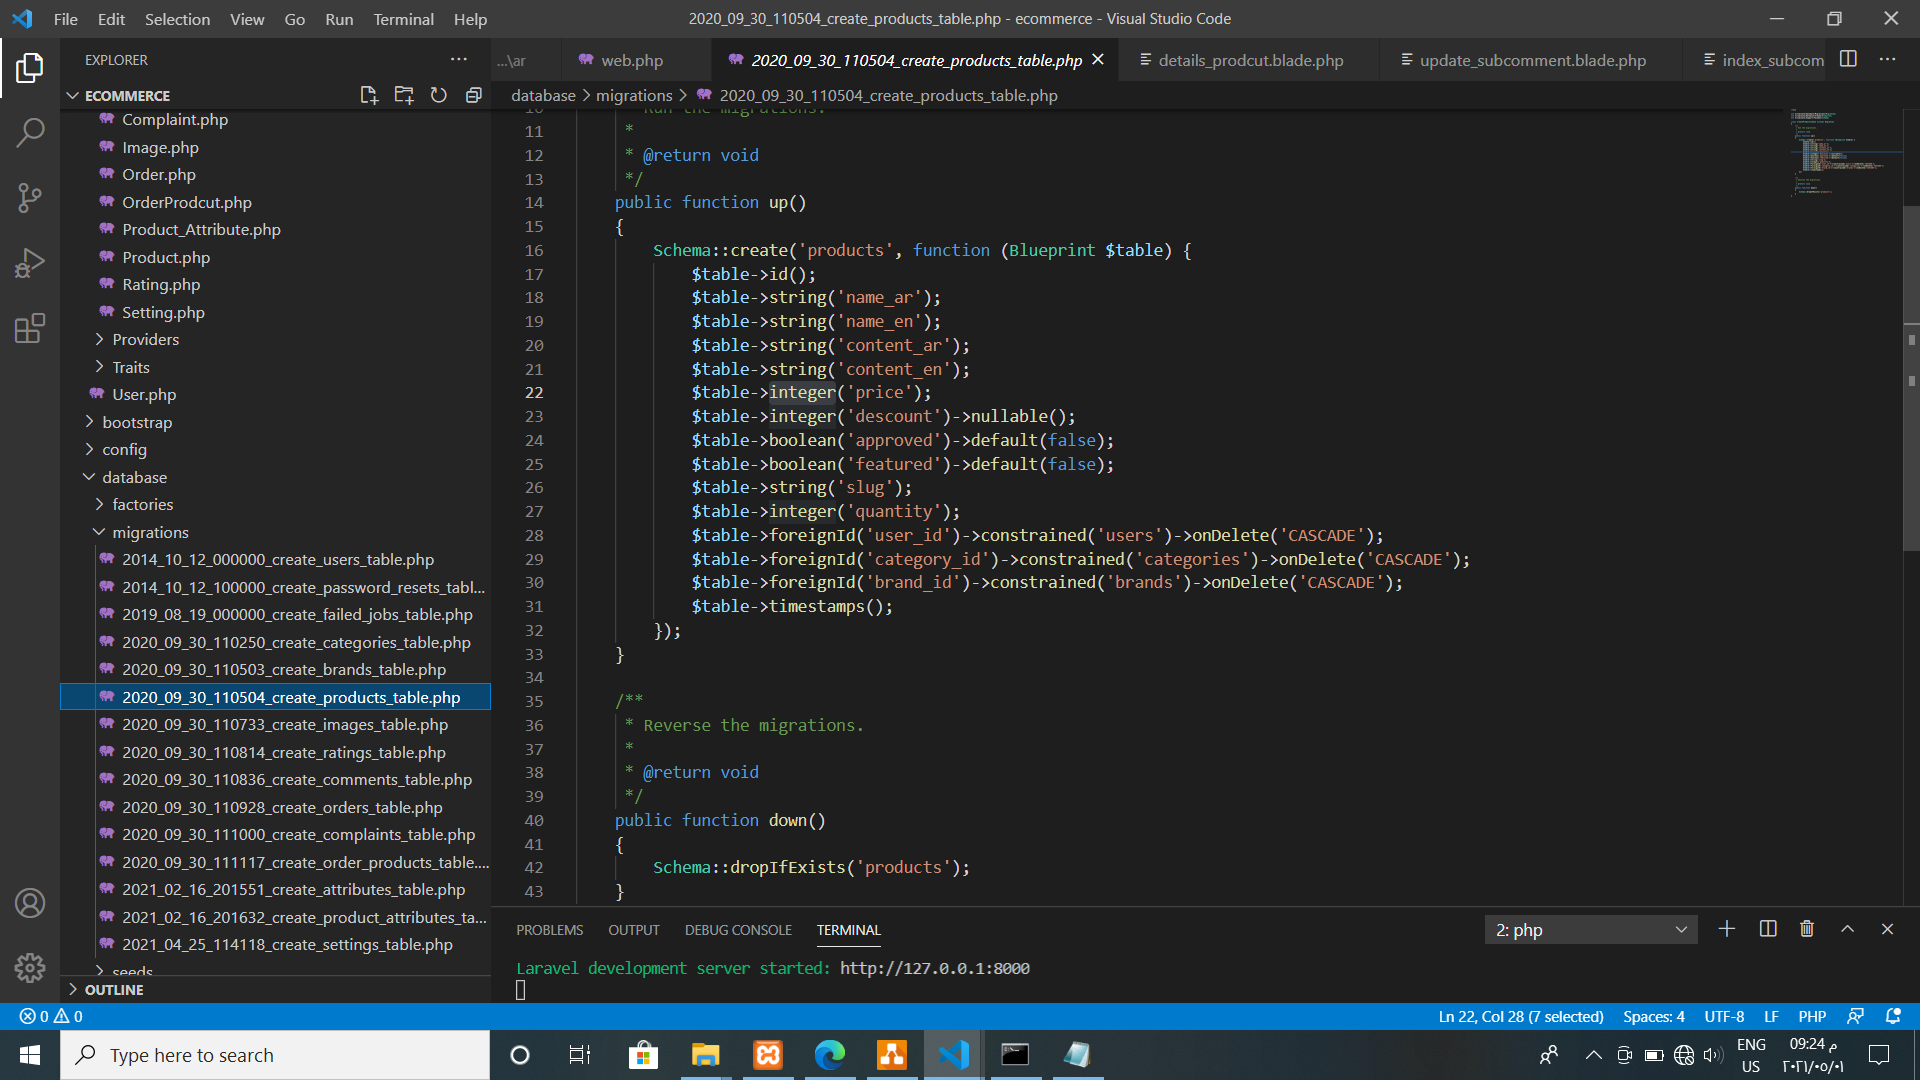 File Edit Selection View Go Run Terminal Help
2020_09_30_110504_create_products_table.php - ecommerce - Visual Studio Code
EXPLORER
ECOMMERCE
Complaint.php
Image.php
Order.php
OrderProdcut.php
Product_Attribute.php
Product.php
Rating.php
Setting.php
Providers
Traits
User.php
bootstrap
config
database
factories
migrations
2014_10_12_000000_create_users_table.php
2014_10_12_100000_create_password_resets_tabl...
2019_08_19_000000_create_failed_jobs_table.php
2020_09_30_110250_create_categories_table.php
2020_09_30_110503_create_brands_table.php
2020_09_30_110504_create_products_table.php
2020_09_30_110733_create_images_table.php
2020_09_30_110814_create_ratings_table.php
2020_09_30_110836_create_comments_table.php
2020_09_30_110928_create_orders_table.php
2020_09_30_111000_create_complaints_table.php
2020_09_30_111117_create_order_products_table....
2021_02_16_201551_create_attributes_table.php
2021_02_16_201632_create_product_attributes_ta...
2021_04_25_114118_create_settings_table.php
seeds
OUTLINE
...\ar web.php 2020_09_30_110504_create_products_table.php details_prodcut.blade.php update_subcomment.blade.php index_subcom
database > migrations > 2020_09_30_110504_create_products_table.php
10 * Run the migrations.
11 *
12 * @return void
13 */
14 public function up()
15 {
16 Schema::create('products', function (Blueprint $table) {
17 $table->id();
18 $table->string('name_ar');
19 $table->string('name_en');
20 $table->string('content_ar');
21 $table->string('content_en');
22 $table->integer('price');
23 $table->integer('descount')->nullable();
24 $table->boolean('approved')->default(false);
25 $table->boolean('featured')->default(false);
26 $table->string('slug');
27 $table->integer('quantity');
28 $table->foreignId('user_id')->constrained('users')->onDelete('CASCADE');
29 $table->foreignId('category_id')->constrained('categories')->onDelete('CASCADE');
30 $table->foreignId('brand_id')->constrained('brands')->onDelete('CASCADE');
31 $table->timestamps();
32 });
33 }
34
35 /**
36 * Reverse the migrations.
37 *
38 * @return void
39 */
40 public function down()
41 {
42 Schema::dropIfExists('products');
43 }
PROBLEMS OUTPUT DEBUG CONSOLE TERMINAL
2: php
Laravel development server started: http://127.0.0.1:8000
0 0
Ln 22, Col 28 (7 selected) Spaces: 4 UTF-8 LF PHP
Type here to search
ENG
US
09:24 م
٢٠٢١/٠٥/٠١